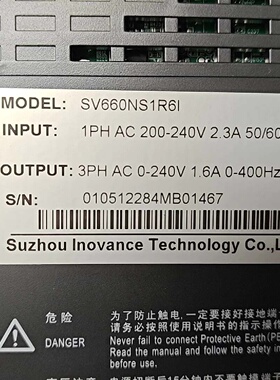 MODEL: SV660NS1R6I
INPUT: 1PH AC 200-240V 2.3A 50/60
OUTPUT: 3PH AC 0-240V 1.6A 0-400Hz
S/N: 010512284MB01467
Suzhou Inovance Technology Co.,L
危险
DANGER
为了防止触电,一定要接好接地端子
请务必按照使用说明书的指示操作
Never fail to connect Protective Earth(PE
Read the manual and follow the safety
before use.